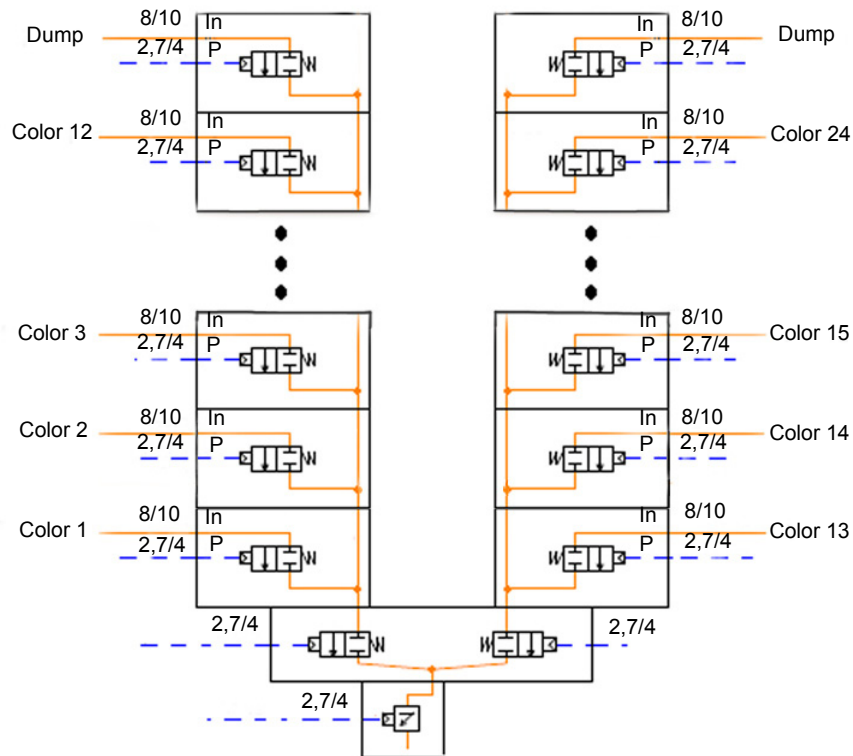 8/10 In In 8/10
Dump Dump
2,7/4 P P 2,7/4
8/10 In In 8/10
Color 12 Color 24
2,7/4 P P 2,7/4
8/10 In In 8/10
Color 3 Color 15
2,7/4 P P 2,7/4
8/10 In In 8/10
Color 2 Color 14
2,7/4 P P 2,7/4
8/10 In In 8/10
Color 1 Color 13
2,7/4 P P 2,7/4
2,7/4 2,7/4
2,7/4